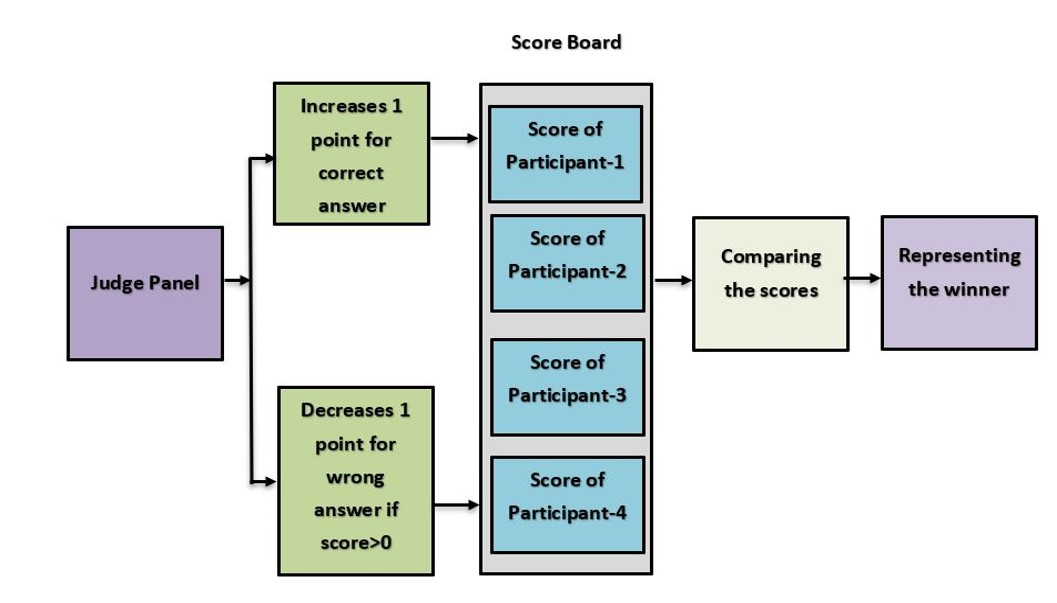 Score Board
Judge Panel
Increases 1
point for
correct
answer
Decreases 1
point for
wrong
answer if
score>0
Score of
Participant-1
Score of
Participant-2
Score of
Participant-3
Score of
Participant-4
Comparing
the scores
Representing
the winner